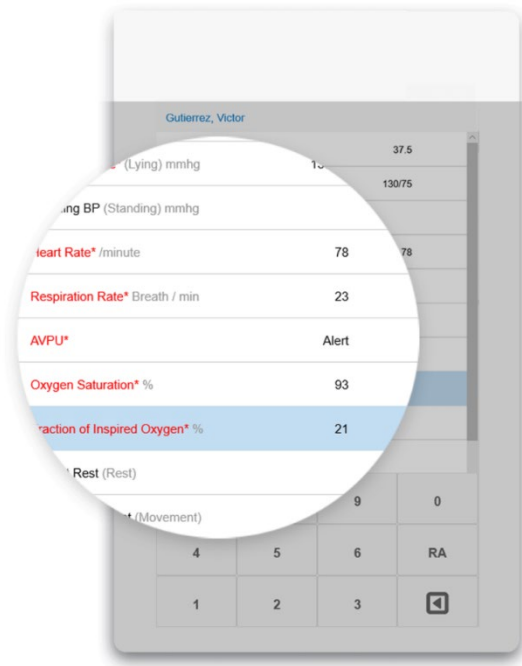 Gutierrez, Victor
37.5
(Lying) mmhg
130/75
BP (Standing) mmhg
Heart Rate* /minute 78 78
Respiration Rate* Breath / min 23
AVPU* Alert
Oxygen Saturation* % 93
raction of Inspired Oxygen* % 21
Rest (Rest)
(Movement)
9 0
4 5 6 RA
1 2 3